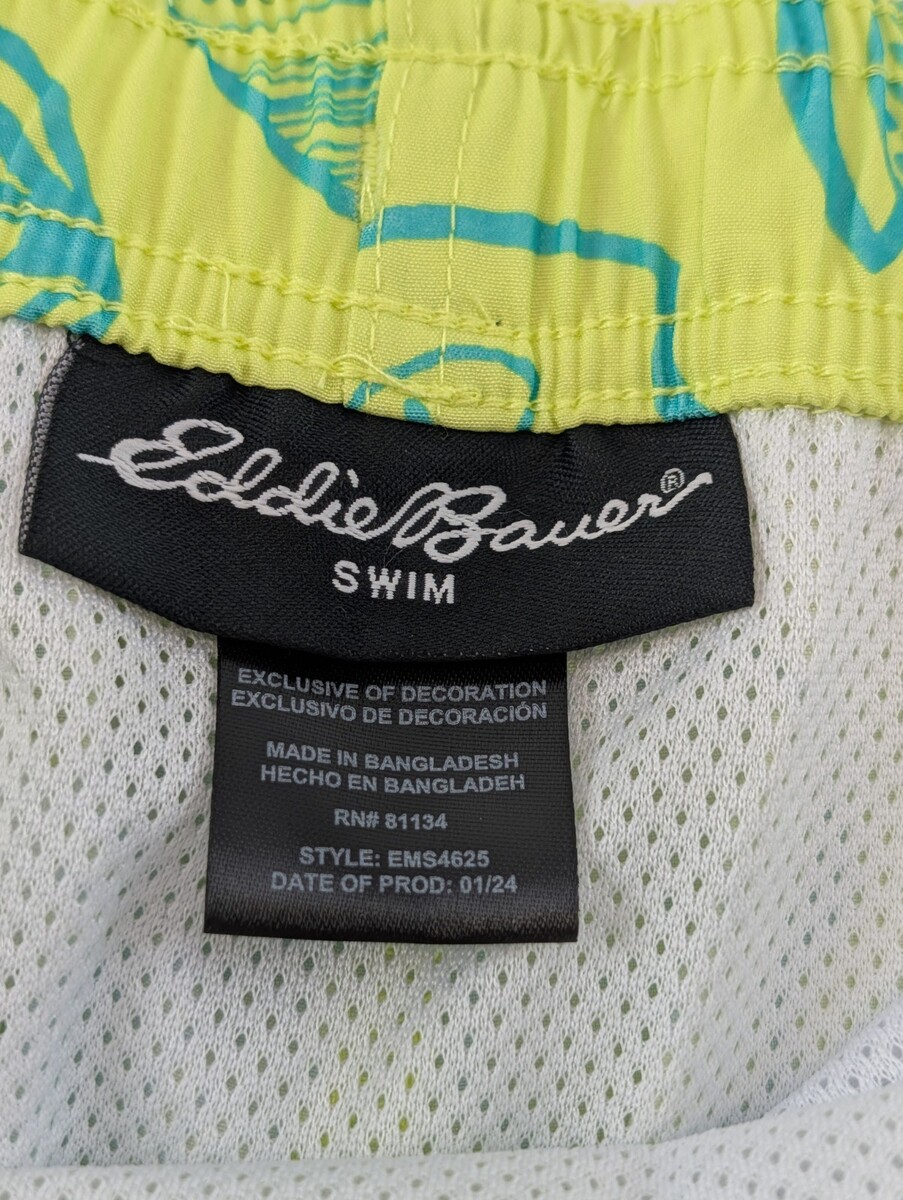 Eddie Bauer®
SWIM
EXCLUSIVE OF DECORATION
EXCLUSIVO DE DECORACIÓN
MADE IN BANGLADESH
HECHO EN BANGLADEH
RN# 81134
STYLE: EMS4625
DATE OF PROD: 01/24